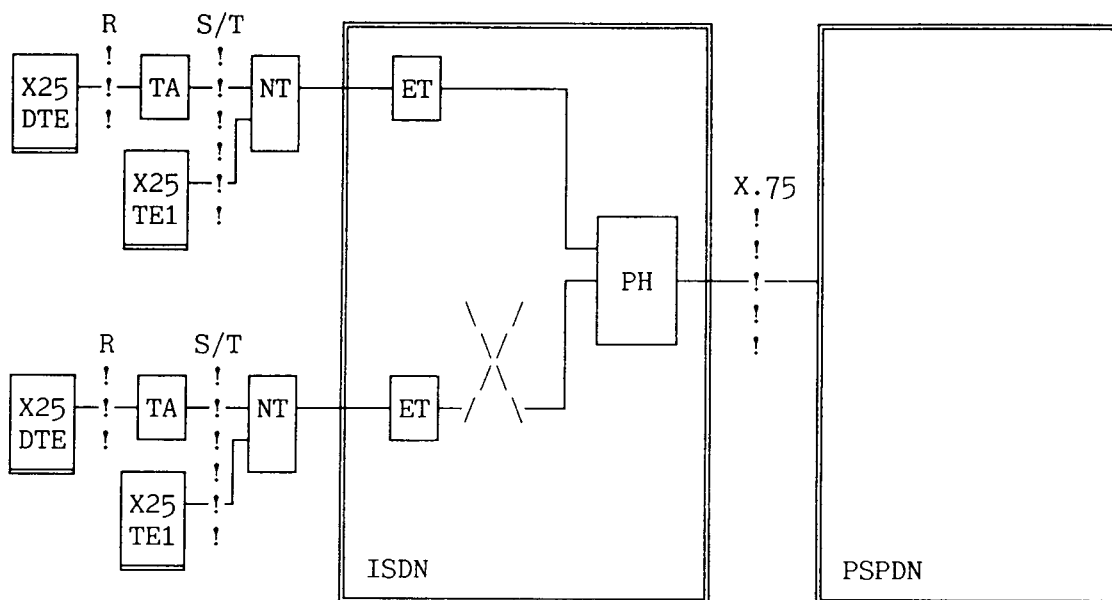 R S/T
X25
DTE
TA
NT
ET
X25
TE1
X.75
PH
R S/T
X25
DTE
TA
NT
ET
X25
TE1
ISDN
PSPDN